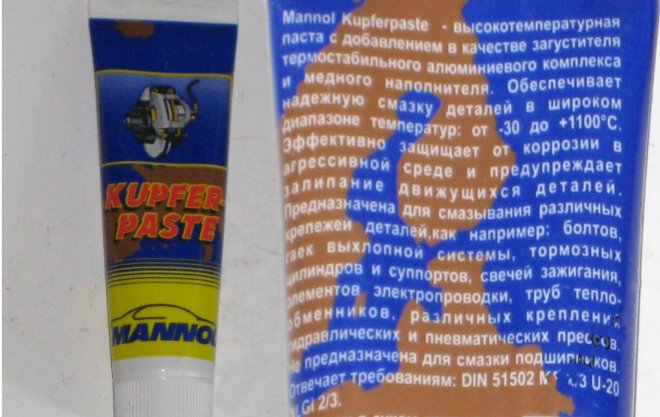 KUPFER-
PASTE
MANNOL
Mannol Kupferpaste - высокотемпературная
паста с добавлением в качестве загустителя
термостабильного алюминиевого комплекса
и медного наполнителя. Обеспечивает
надежную смазку деталей в широком
диапазоне температур: от -30 до +1100°С.
Эффективно защищает от коррозии в
агрессивной среде и предупреждает
залипание движущихся деталей.
Предназначена для смазывания различных
крепежей деталей,как например: болтов,
гаек выхлопной системы, тормозных
цилиндров и суппортов, свечей зажигания,
элементов электропроводки, труб тепло-
обменников, различных креплений
гидравлических и пневматических прессов.
Не предназначена для смазки подшипников.
Отвечает требованиям: DIN 51502 U-20
2/3.